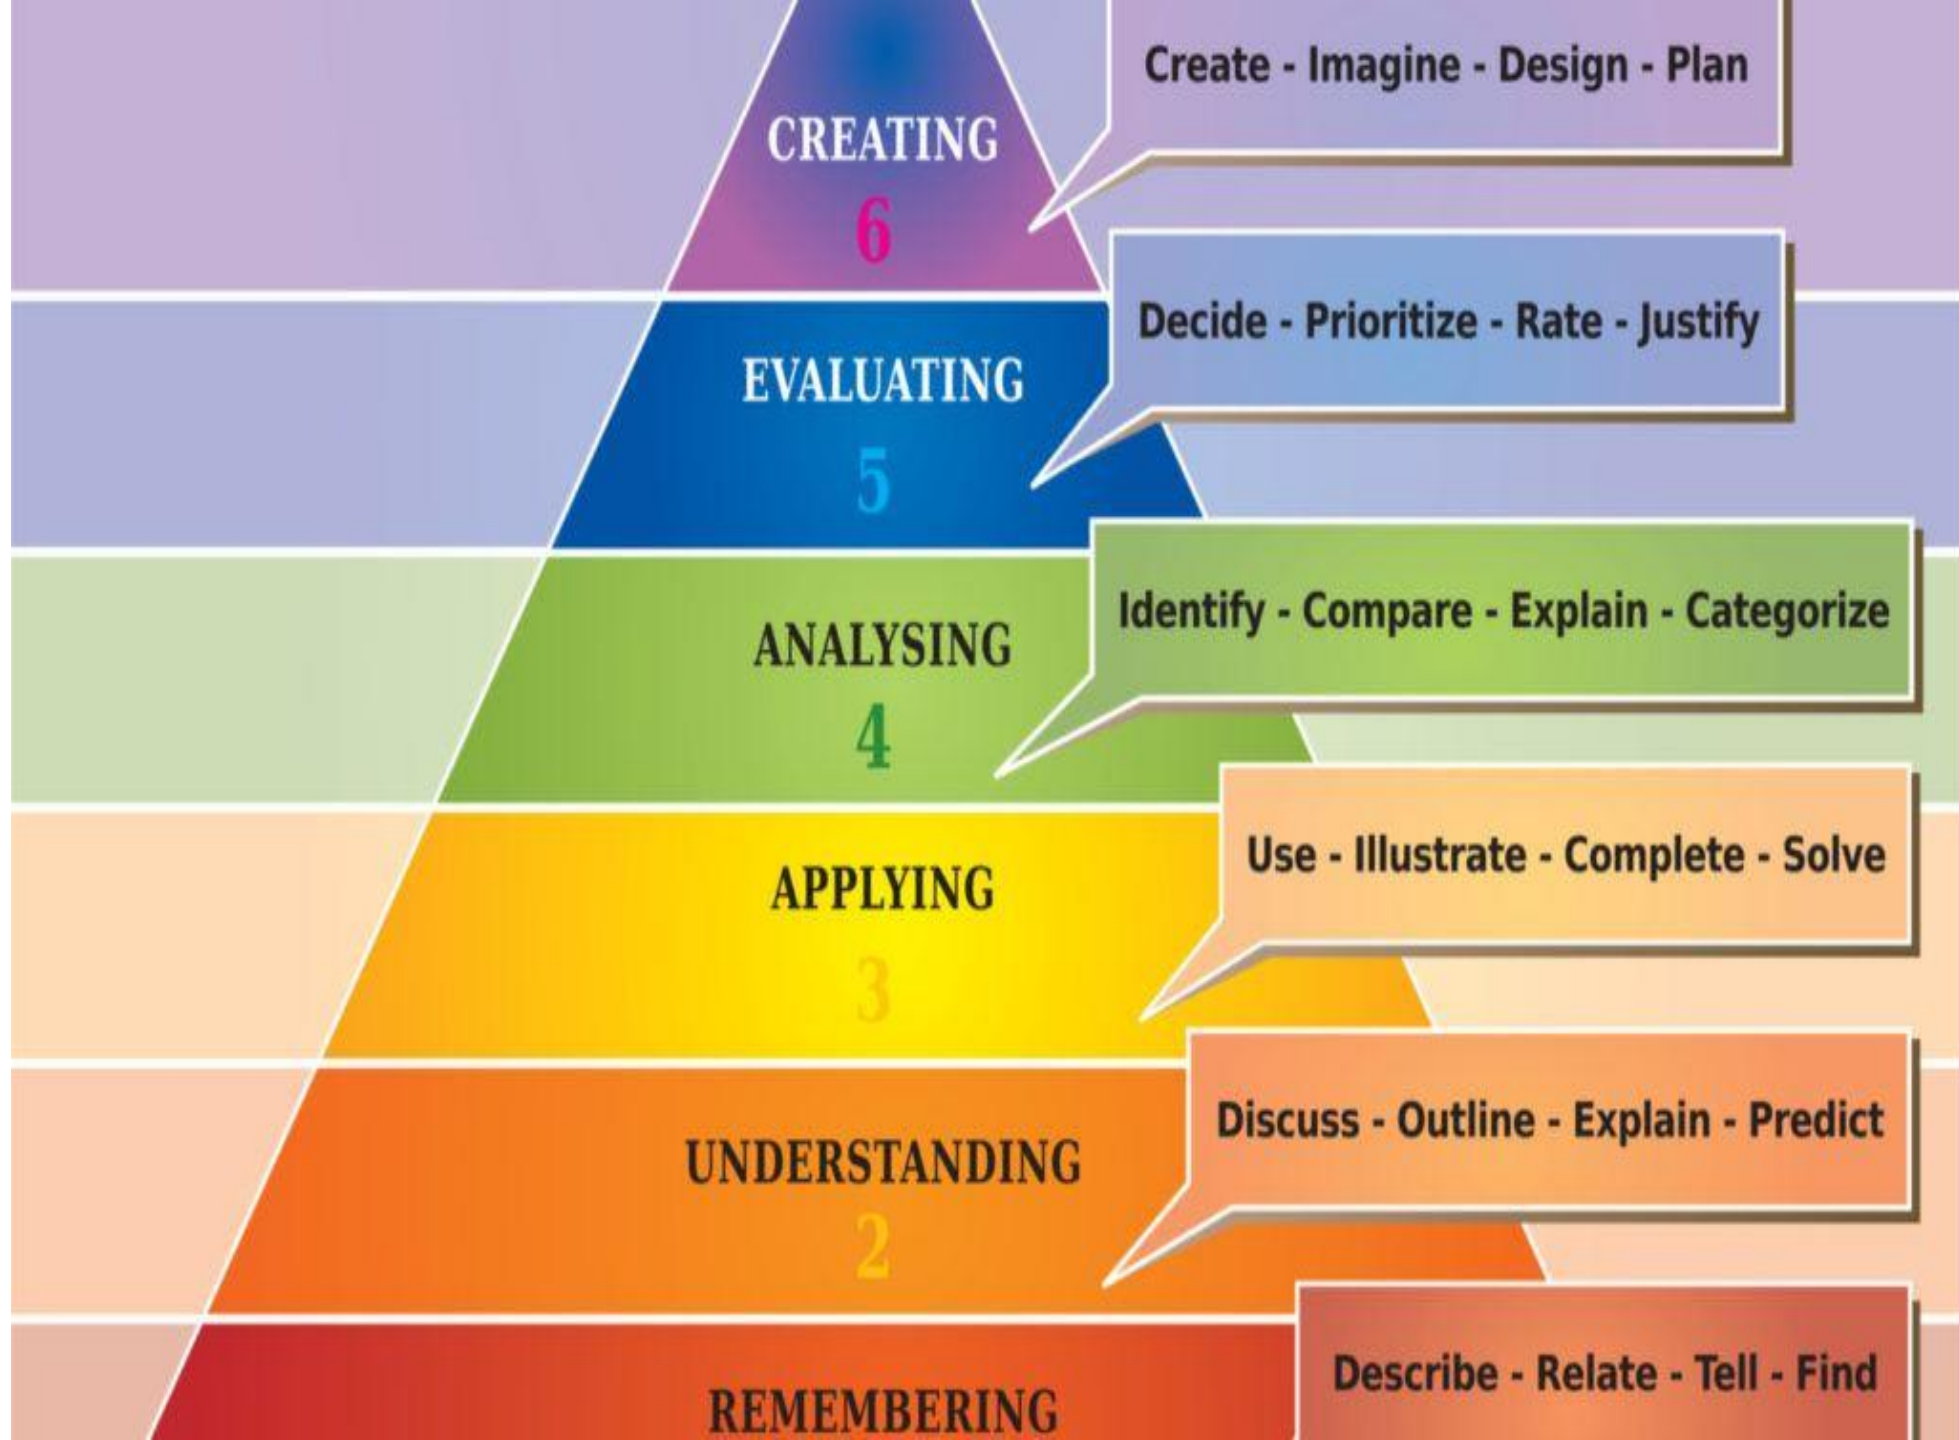 Create - Imagine - Design - Plan
CREATING
6
Decide - Prioritize - Rate - Justify
EVALUATING
5
Identify - Compare - Explain - Categorize
ANALYSING
4
Use - Illustrate - Complete - Solve
APPLYING
3
Discuss - Outline - Explain - Predict
UNDERSTANDING
2
Describe - Relate - Tell - Find
REMEMBERING